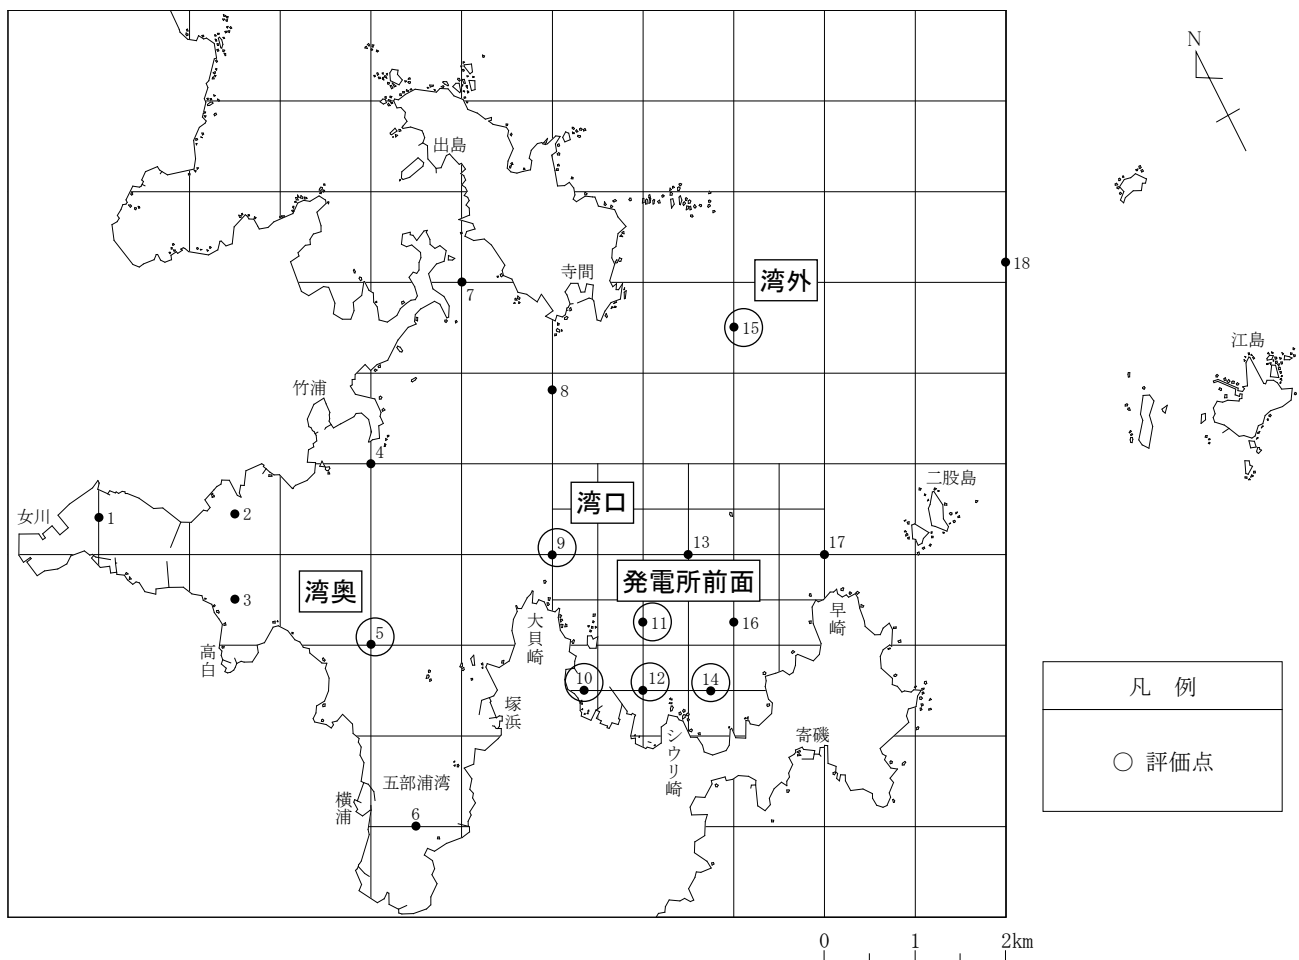 N
出島
寺間
湾外
18
7
15
江島
竹浦
8
4
二股島
湾口
女川
1
2
9
13
17
発電所前面
湾奥
3
大貝崎
11
16
早崎
5
高白
10
12
14
塚浜
シウリ崎
寄磯
凡 例
○ 評価点
五部浦湾
横浦
6
0
1
2km